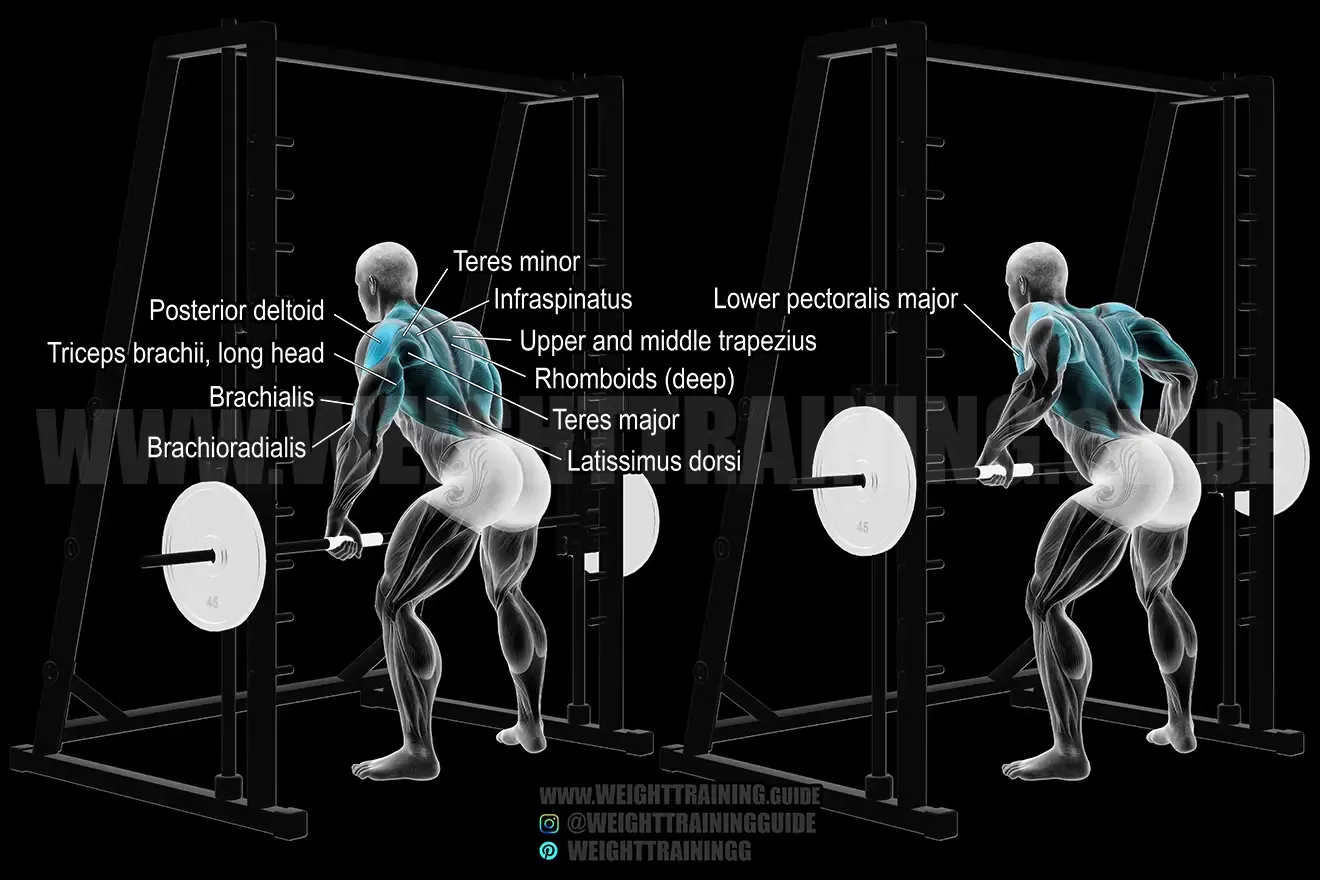 Teres minor
Infraspinatus
Posterior deltoid
Upper and middle trapezius
Triceps brachii, long head
Rhomboids (deep)
Brachialis
Teres major
Brachioradialis
Latissimus dorsi
Lower pectoralis major
WWW.WEIGHTTRAINING.GUIDE
45
45
WWW.WEIGHTTRAINING.GUIDE
@WEIGHTTRAININGGUIDE
WEIGHTTRAININGG